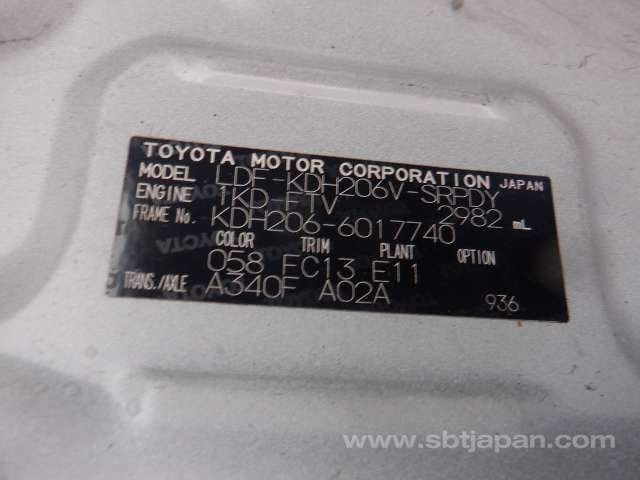 TOYOTA MOTOR CORPORATION JAPAN
MODEL LDF-KDH206V-SRPDY
ENGINE 1KD-FTV 2982 mL
FRAME No. KDH206-6017740
COLOR TRIM PLANT OPTION
058 FC13 E11
TRANS./AXLE A340F A02A 936
www.sbtjapan.com/